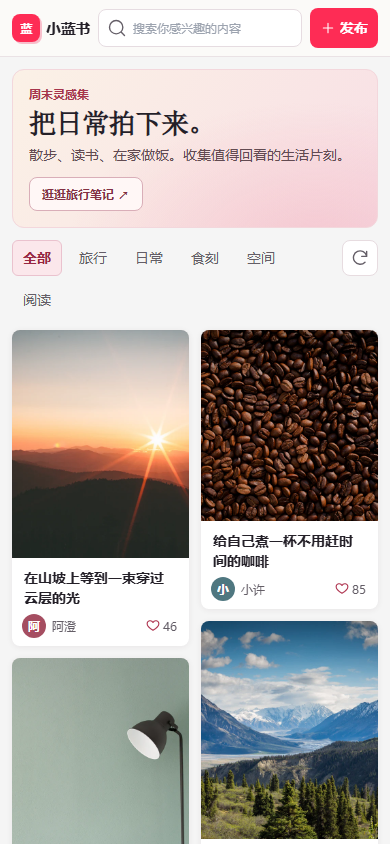 蓝 小蓝书 搜索你感兴趣的内容 + 发布
周末灵感集
把日常拍下来。
散步、读书、在家做饭。收集值得回看的生活片刻。
逛逛旅行笔记 ↗
全部 旅行 日常 食刻 空间
阅读
在山坡上等到一束穿过
云层的光
阿 阿澄 46
给自己煮一杯不用赶时
间的咖啡
小 小许 85